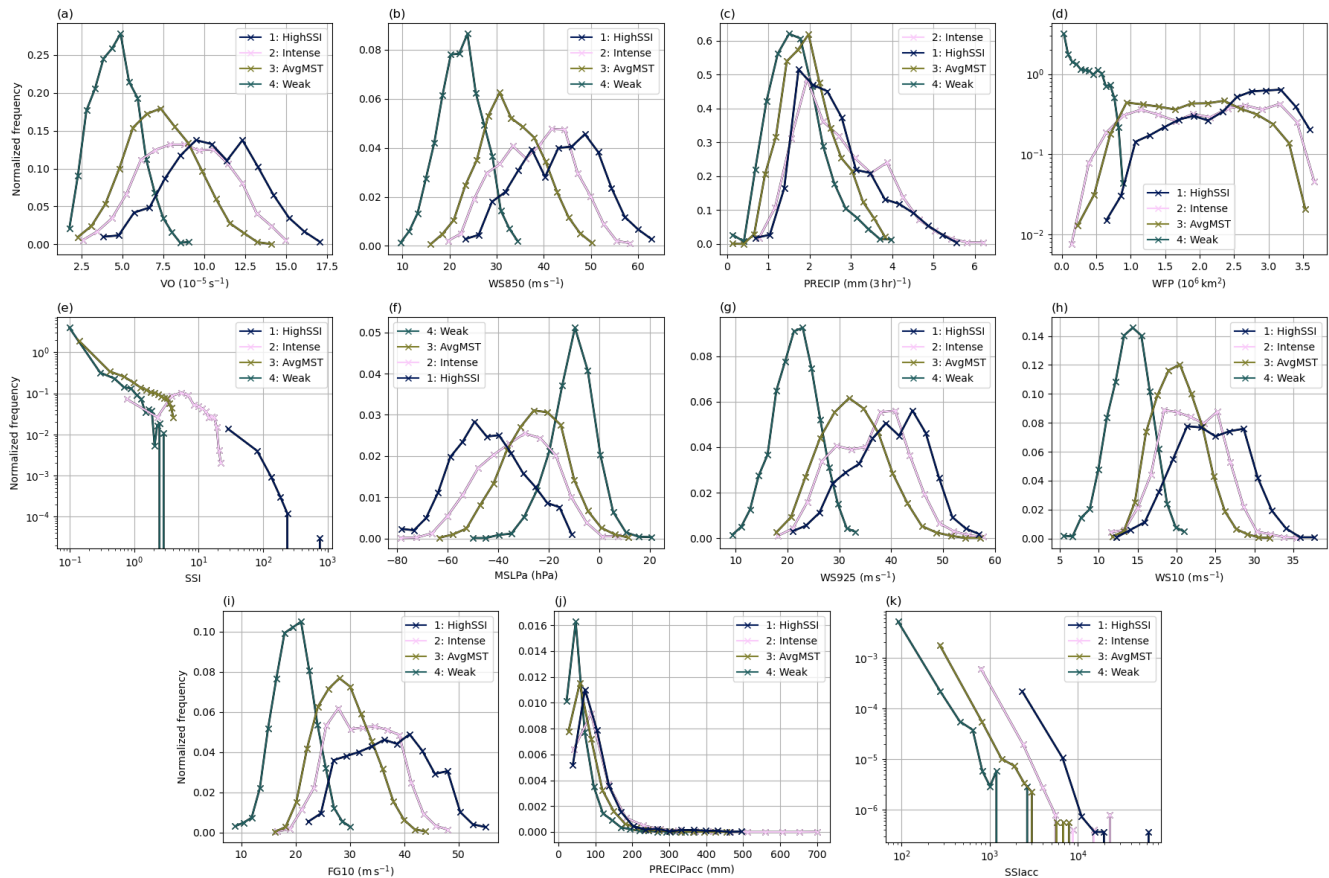 (a)
Normalized frequency
0.25
0.20
0.15
0.10
0.05
0.00
1: HighSSI
2: Intense
3: AvgMST
4: Weak
2.5 5.0 7.5 10.0 12.5 15.0 17.5
VO (10⁻⁵ s⁻¹)
(b)
0.08
0.06
0.04
0.02
0.00
1: HighSSI
2: Intense
3: AvgMST
4: Weak
10 20 30 40 50 60
WS850 (m s⁻¹)
(c)
0.6
0.5
0.4
0.3
0.2
0.1
0.0
2: Intense
1: HighSSI
3: AvgMST
4: Weak
0 1 2 3 4 5 6
PRECIP (mm (3 hr)⁻¹)
(d)
10⁰
10⁻¹
10⁻²
1: HighSSI
2: Intense
3: AvgMST
4: Weak
0.0 0.5 1.0 1.5 2.0 2.5 3.0 3.5
WFP (10⁶ km²)
(e)
Normalized frequency
10⁰
10⁻¹
10⁻²
10⁻³
10⁻⁴
1: HighSSI
2: Intense
3: AvgMST
4: Weak
10⁻¹ 10⁰ 10¹ 10² 10³
SSI
(f)
0.05
0.04
0.03
0.02
0.01
0.00
4: Weak
3: AvgMST
2: Intense
1: HighSSI
−80 −60 −40 −20 0 20
MSLPa (hPa)
(g)
0.08
0.06
0.04
0.02
0.00
1: HighSSI
2: Intense
3: AvgMST
4: Weak
10 20 30 40 50 60
WS925 (m s⁻¹)
(h)
0.14
0.12
0.10
0.08
0.06
0.04
0.02
0.00
1: HighSSI
2: Intense
3: AvgMST
4: Weak
5 10 15 20 25 30 35
WS10 (m s⁻¹)
(i)
Normalized frequency
0.10
0.08
0.06
0.04
0.02
0.00
1: HighSSI
2: Intense
3: AvgMST
4: Weak
10 20 30 40 50
FG10 (m s⁻¹)
(j)
0.016
0.014
0.012
0.010
0.008
0.006
0.004
0.002
0.000
1: HighSSI
2: Intense
3: AvgMST
4: Weak
0 100 200 300 400 500 600 700
PRECIPacc (mm)
(k)
10⁻³
10⁻⁴
10⁻⁵
10⁻⁶
1: HighSSI
2: Intense
3: AvgMST
4: Weak
10² 10³ 10⁴
SSIacc